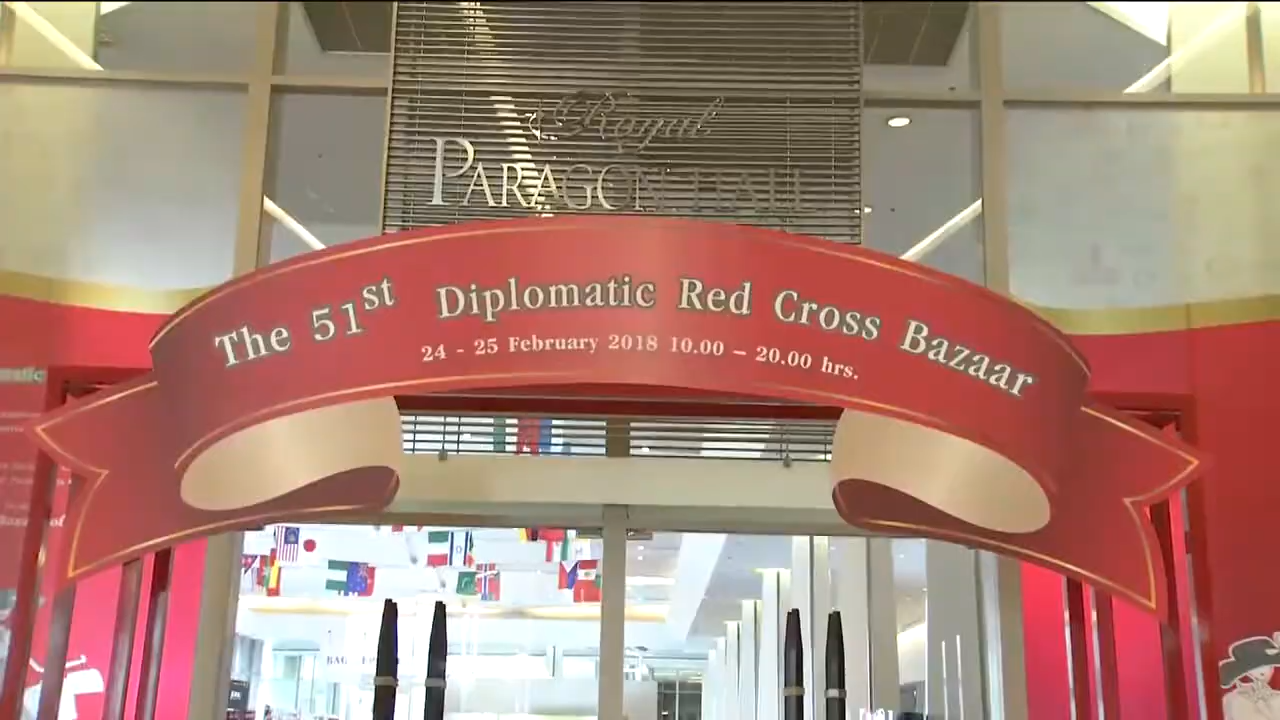 Royal
PARAGON HALL
The 51st Diplomatic Red Cross Bazaar
24 - 25 February 2018 10.00 – 20.00 hrs.